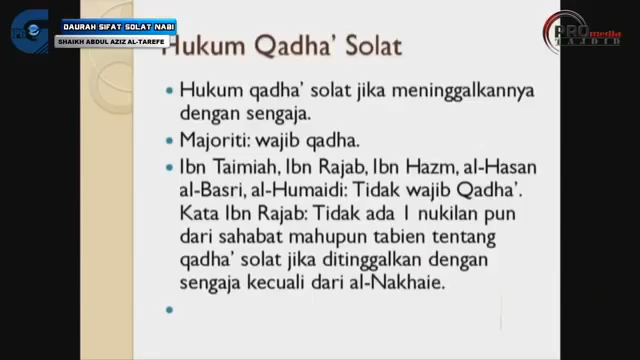 DAURAH SIFAT SOLAT NABI
SHAIKH ABDUL AZIZ AL-TAREFE
PRO media
TAJDID
Hukum Qadha' Solat
Hukum qadha' solat jika meninggalkannya
dengan sengaja.
Majoriti: wajib qadha.
Ibn Taimiah, Ibn Rajab, Ibn Hazm, al-Hasan
al-Basri, al-Humaidi: Tidak wajib Qadha'.
Kata Ibn Rajab: Tidak ada 1 nukilan pun
dari sahabat mahupun tabien tentang
qadha' solat jika ditinggalkan dengan
sengaja kecuali dari al-Nakhaie.